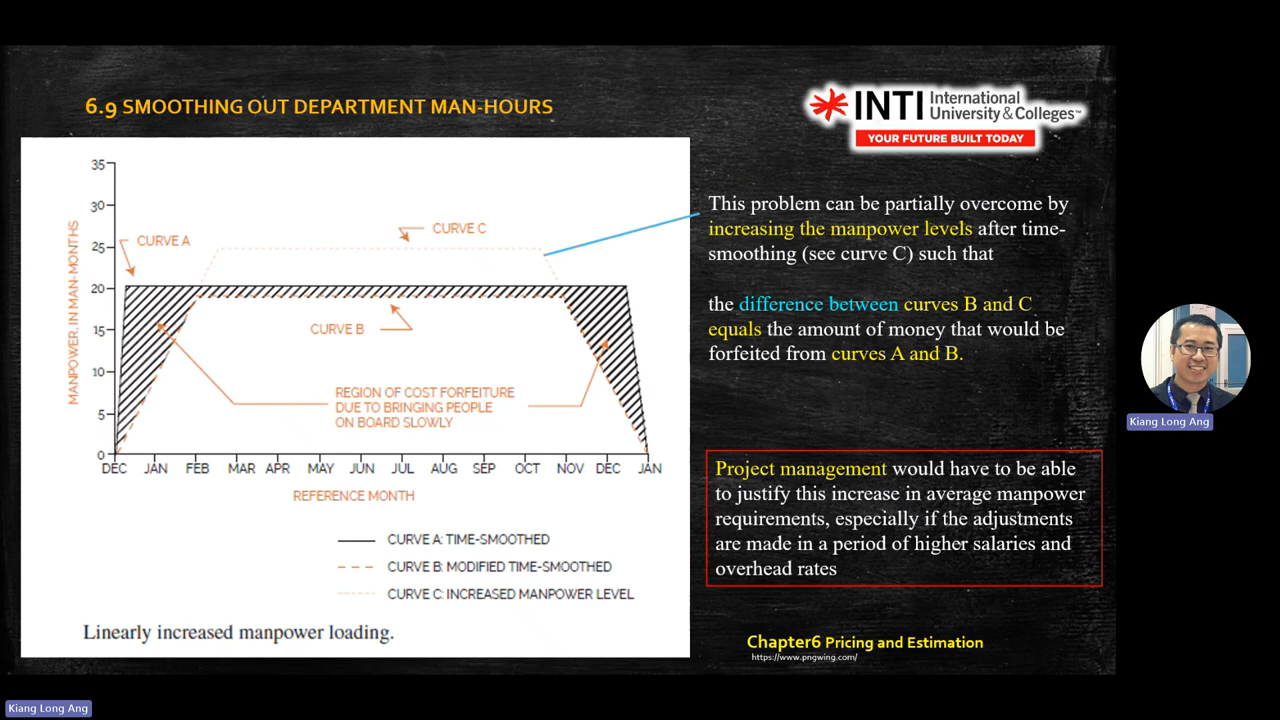 6.9 SMOOTHING OUT DEPARTMENT MAN-HOURS
INTI International
University & Colleges™
YOUR FUTURE BUILT TODAY
35
30
25
20
15
10
5
0
MANPOWER, IN MAN-MONTHS
CURVE A
CURVE C
CURVE B
REGION OF COST FORFEITURE
DUE TO BRINGING PEOPLE
ON BOARD SLOWLY
DEC JAN FEB MAR APR MAY JUN JUL AUG SEP OCT NOV DEC JAN
REFERENCE MONTH
CURVE A: TIME-SMOOTHED
CURVE B: MODIFIED TIME-SMOOTHED
CURVE C: INCREASED MANPOWER LEVEL
Linearly increased manpower loading.
This problem can be partially overcome by
increasing the manpower levels after time-
smoothing (see curve C) such that
the difference between curves B and C
equals the amount of money that would be
forfeited from curves A and B.
Project management would have to be able
to justify this increase in average manpower
requirements, especially if the adjustments
are made in a period of higher salaries and
overhead rates
Chapter6 Pricing and Estimation
https://www.pngwing.com/
Kiang Long Ang
Kiang Long Ang